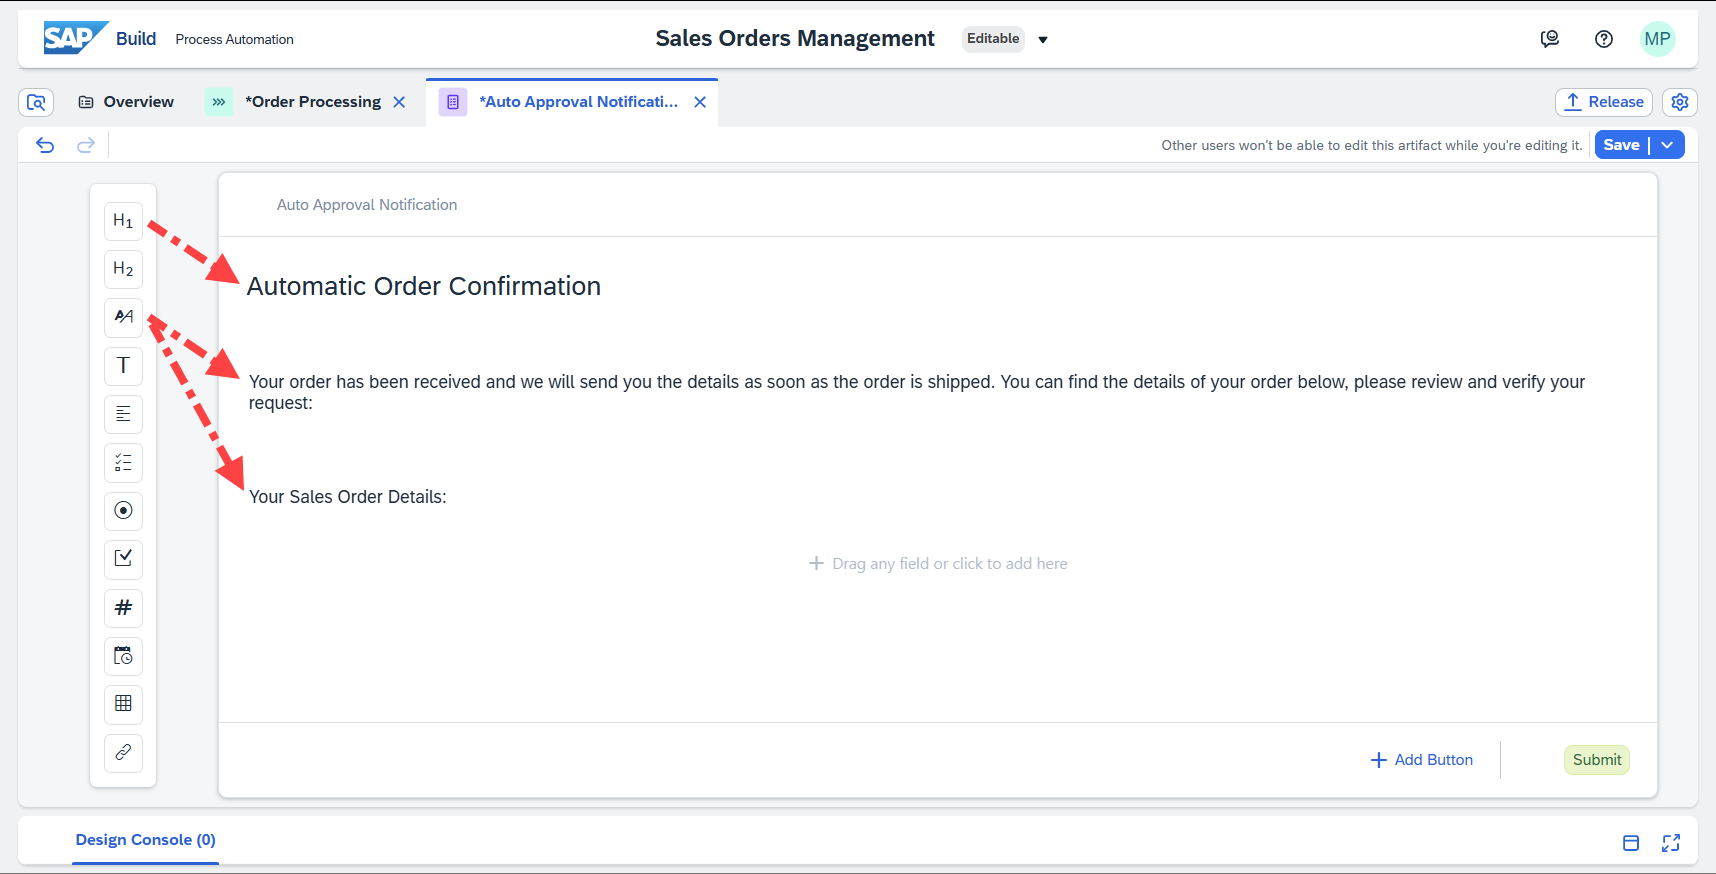 SAP Build Process Automation
Sales Orders Management Editable
MP
Overview
*Order Processing
*Auto Approval Notificati...
Release
Other users won't be able to edit this artifact while you're editing it.
Save
H1
H2
AA
T
#
Auto Approval Notification
Automatic Order Confirmation
Your order has been received and we will send you the details as soon as the order is shipped. You can find the details of your order below, please review and verify your
request:
Your Sales Order Details:
+ Drag any field or click to add here
+ Add Button
Submit
Design Console (0)